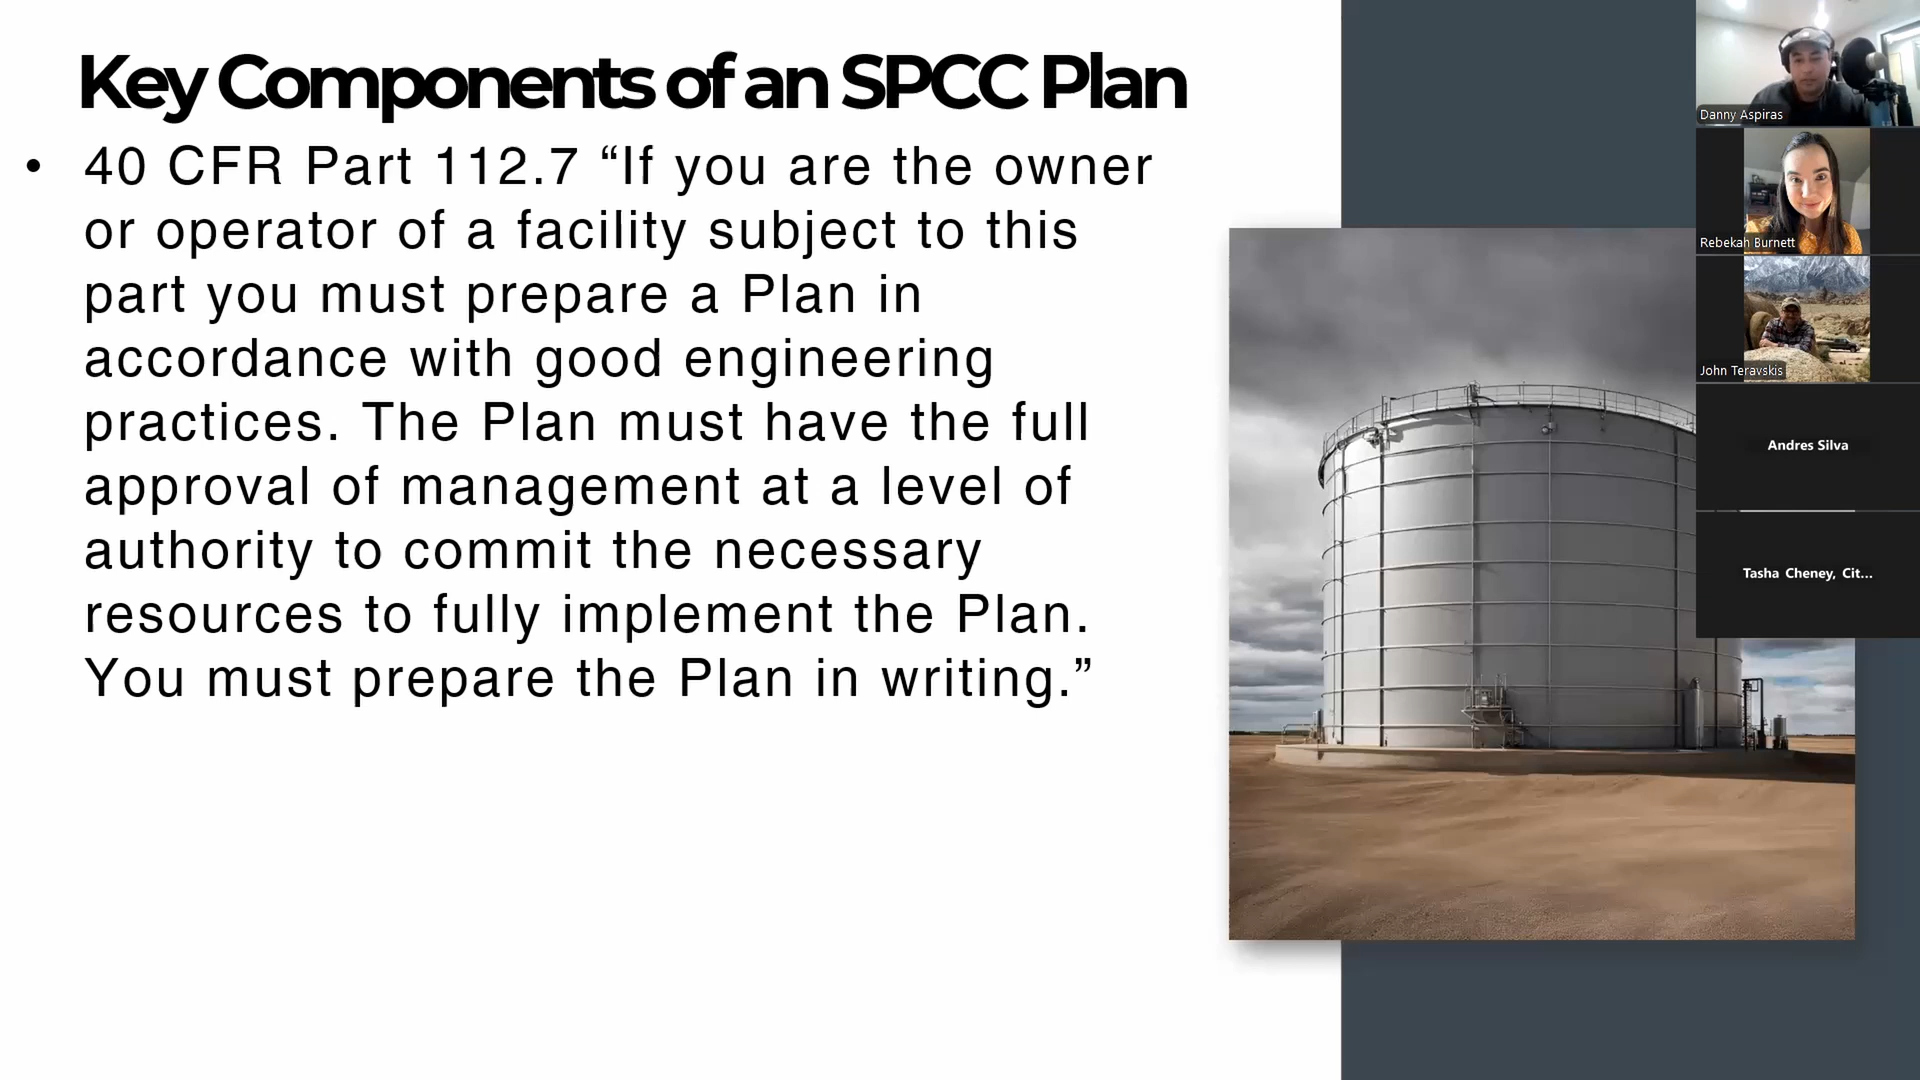 Key Components of an SPCC Plan
• 40 CFR Part 112.7 “If you are the owner
or operator of a facility subject to this
part you must prepare a Plan in
accordance with good engineering
practices. The Plan must have the full
approval of management at a level of
authority to commit the necessary
resources to fully implement the Plan.
You must prepare the Plan in writing.”
Danny Aspiras
Rebekah Burnett
John Teravskis
Andres Silva
Tasha Cheney, Cit...